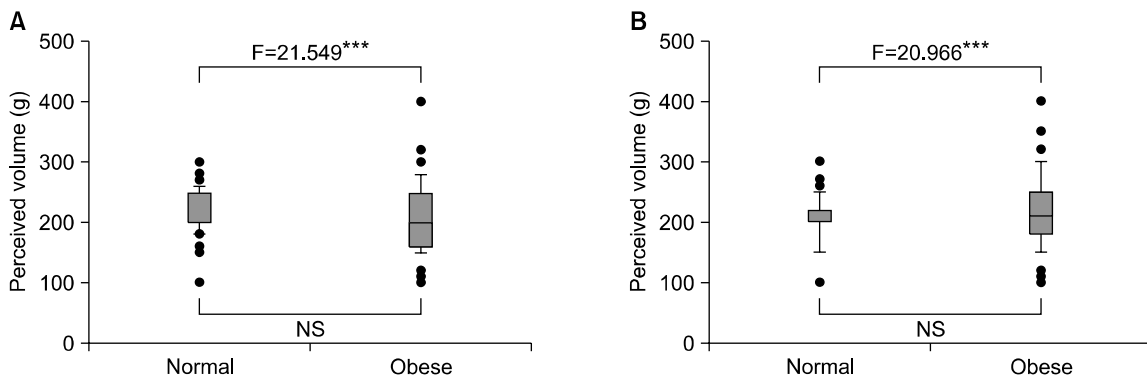 A
Perceived volume (g)
500
400
300
200
100
0
F=21.549***
NS
Normal
Obese
B
Perceived volume (g)
500
400
300
200
100
0
F=20.966***
NS
Normal
Obese